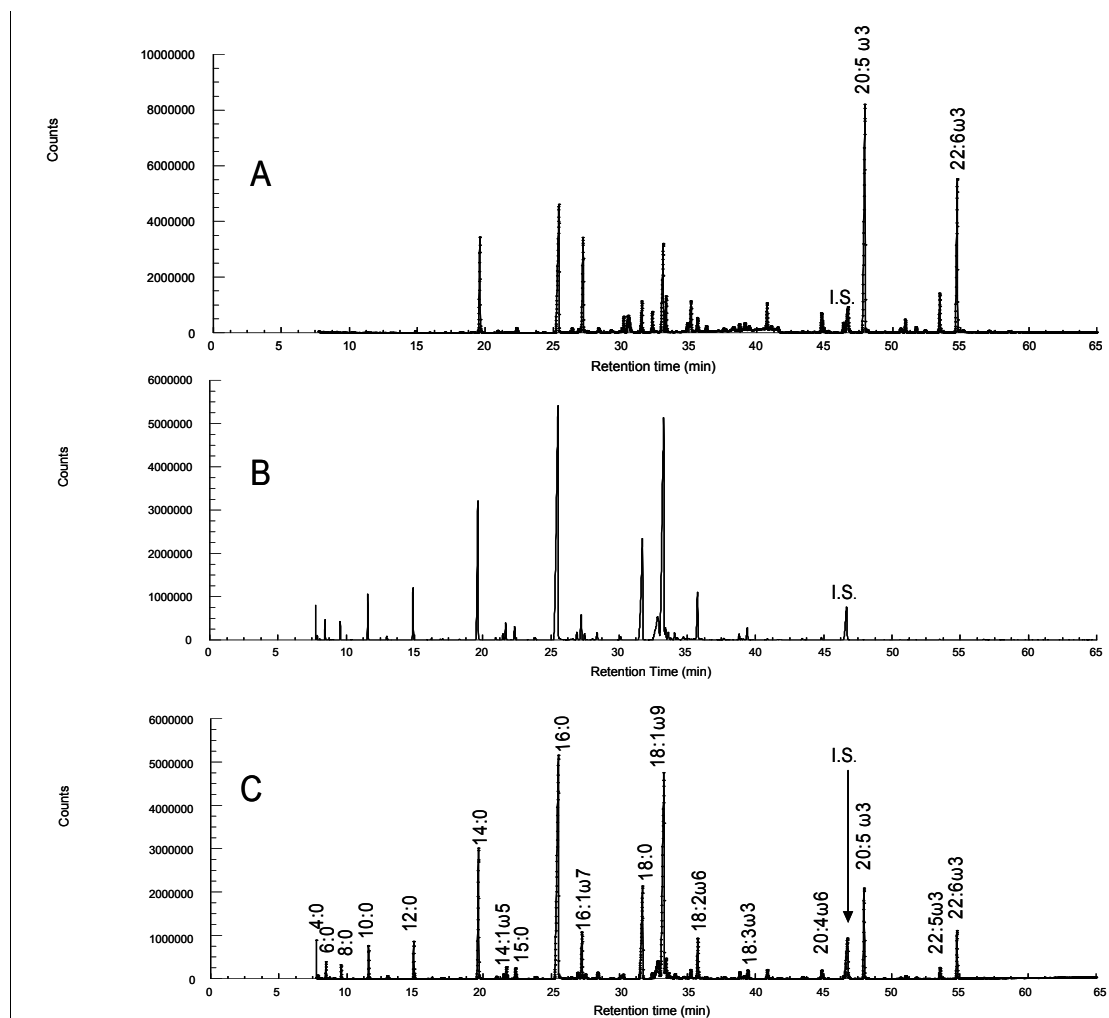 10000000
8000000
6000000
4000000
2000000
0
Counts
A
20:5 ω3
22:6ω3
I.S.
0 5 10 15 20 25 30 35 40 45 50 55 60 65
Retention time (min)
6000000
5000000
4000000
3000000
2000000
1000000
0
Counts
B
I.S.
0 5 10 15 20 25 30 35 40 45 50 55 60 65
Retention Time (min)
6000000
5000000
4000000
3000000
2000000
1000000
0
Counts
C
4:0
6:0
8:0
10:0
12:0
14:0
14:1ω5
15:0
16:0
16:1ω7
18:0
18:1ω9
18:2ω6
18:3ω3
20:4ω6
I.S.
20:5 ω3
22:5ω3
22:6ω3
0 5 10 15 20 25 30 35 40 45 50 55 60 65
Retention time (min)